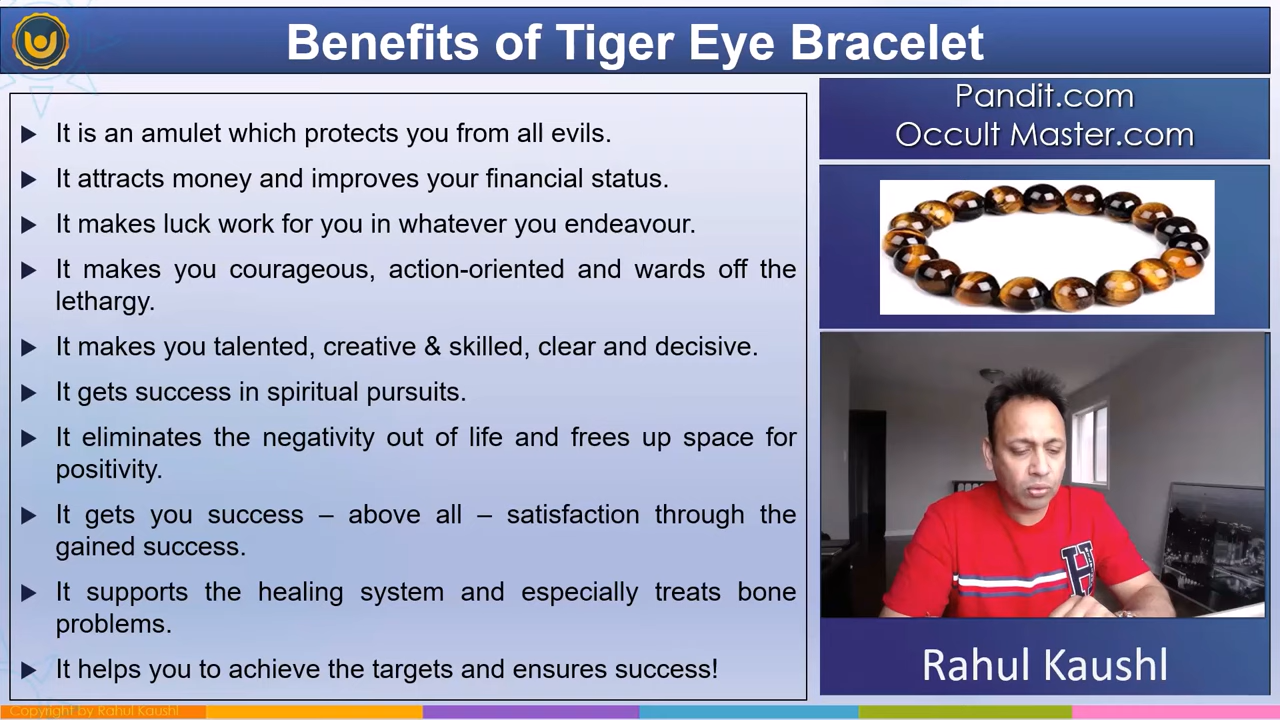 Benefits of Tiger Eye Bracelet
It is an amulet which protects you from all evils.
It attracts money and improves your financial status.
It makes luck work for you in whatever you endeavour.
It makes you courageous, action-oriented and wards off the
lethargy.
It makes you talented, creative & skilled, clear and decisive.
It gets success in spiritual pursuits.
It eliminates the negativity out of life and frees up space for
positivity.
It gets you success – above all – satisfaction through the
gained success.
It supports the healing system and especially treats bone
problems.
It helps you to achieve the targets and ensures success!
Pandit.com
Occult Master.com
H
Rahul Kaushl
Copyright by Rahul Kaushl